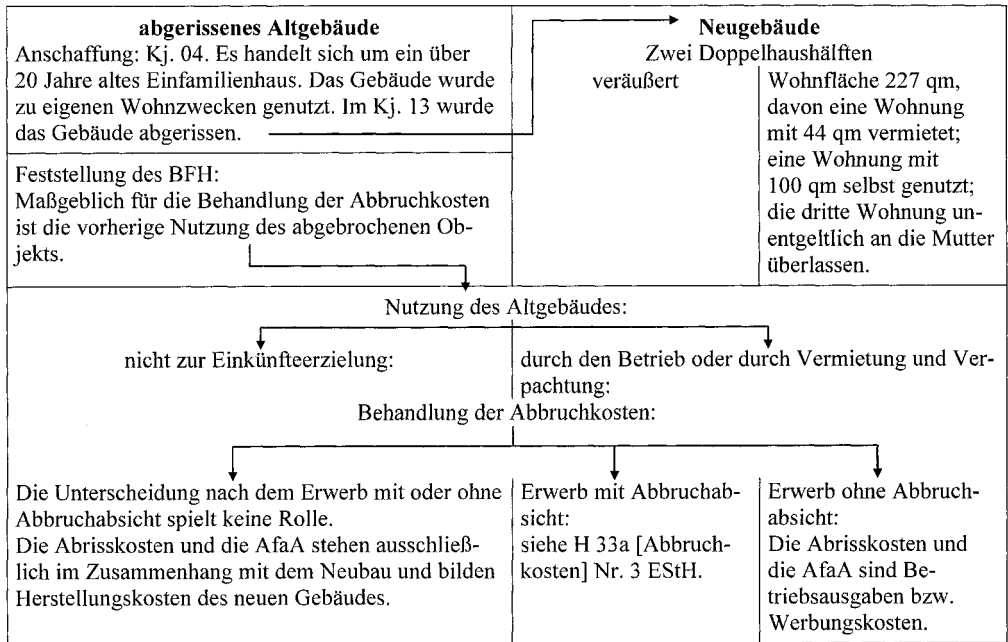 abgerissenes Altgebäude
Anschaffung: Kj. 04. Es handelt sich um ein über
20 Jahre altes Einfamilienhaus. Das Gebäude wurde
zu eigenen Wohnzwecken genutzt. Im Kj. 13 wurde
das Gebäude abgerissen.
Neugebäude
Zwei Doppelhaushälften
veräußert
Wohnfläche 227 qm,
davon eine Wohnung
mit 44 qm vermietet;
eine Wohnung mit
100 qm selbst genutzt;
die dritte Wohnung un-
entgeltlich an die Mutter
überlassen.
Feststellung des BFH:
Maßgeblich für die Behandlung der Abbruchkosten
ist die vorherige Nutzung des abgebrochenen Ob-
jekts.
Nutzung des Altgebäudes:
nicht zur Einkünfteerzielung:
durch den Betrieb oder durch Vermietung und Ver-
pachtung:
Behandlung der Abbruchkosten:
Die Unterscheidung nach dem Erwerb mit oder ohne
Abbruchabsicht spielt keine Rolle.
Die Abrisskosten und die AfaA stehen ausschließ-
lich im Zusammenhang mit dem Neubau und bilden
Herstellungskosten des neuen Gebäudes.
Erwerb mit Abbruchab-
sicht:
siehe H 33a [Abbruch-
kosten] Nr. 3 EStH.
Erwerb ohne Abbruch-
absicht:
Die Abrisskosten und
die AfaA sind Be-
triebsausgaben bzw.
Werbungskosten.